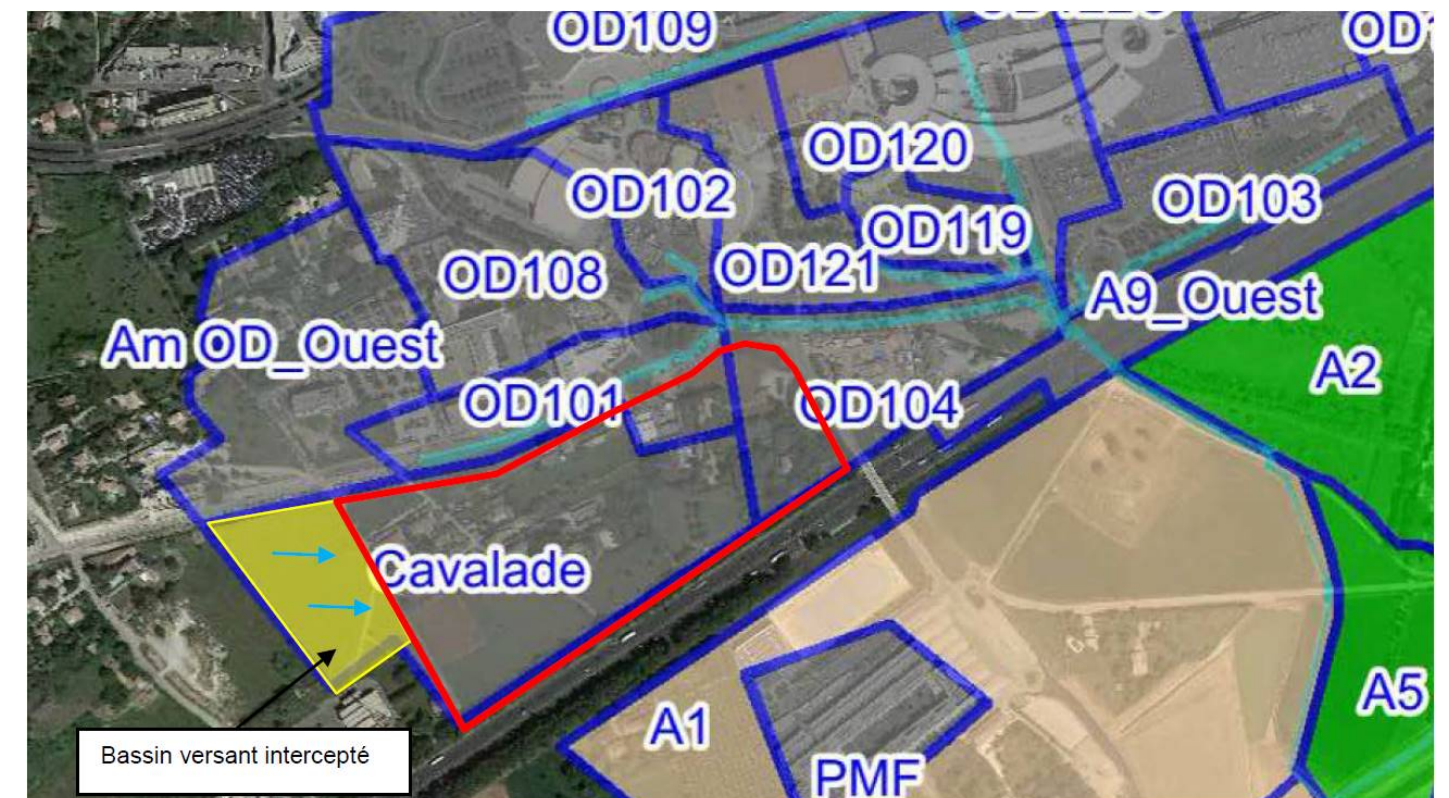 OD109
OD120
OD102
OD103
OD119
OD108
OD121
A9_Ouest
Am OD_Ouest
A2
OD101
OD104
Cavalade
A5
A1
Bassin versant intercepté
PMF